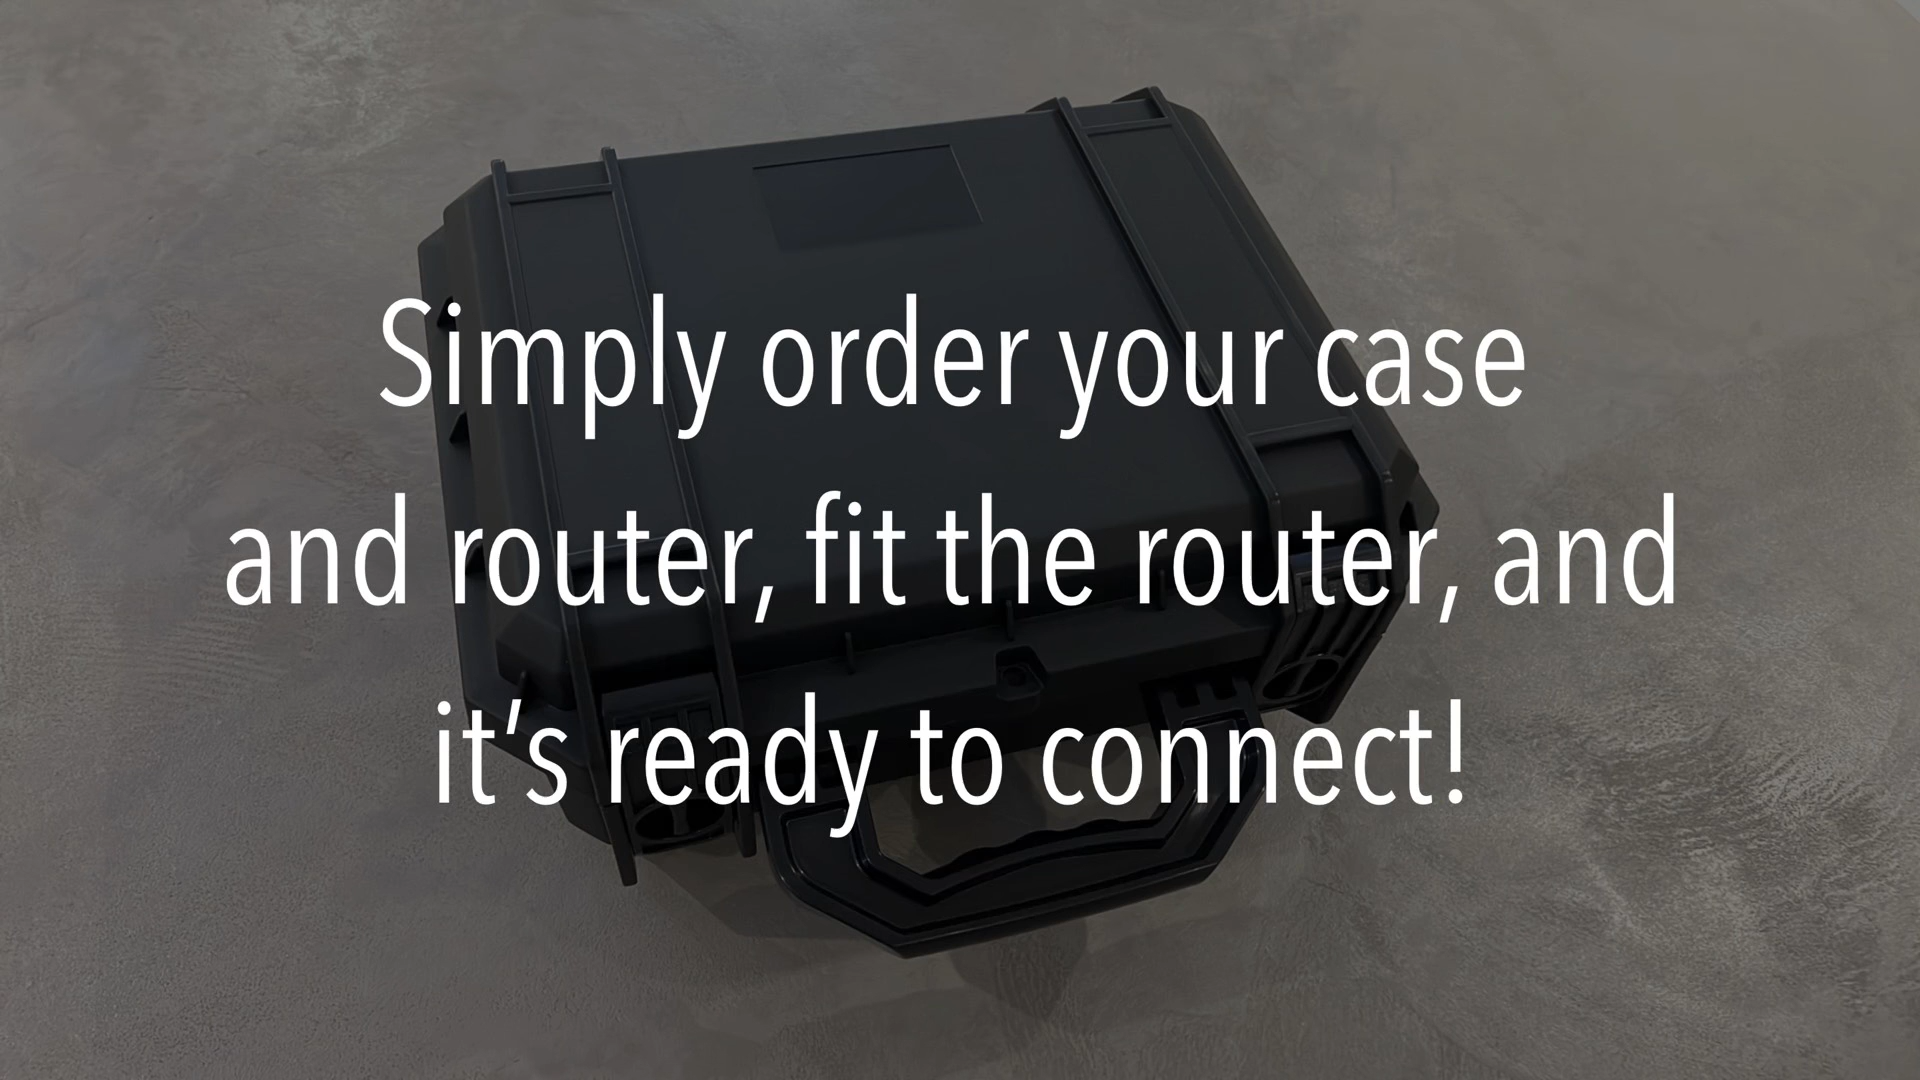 Simply order your case
and router, fit the router, and
it’s ready to connect!